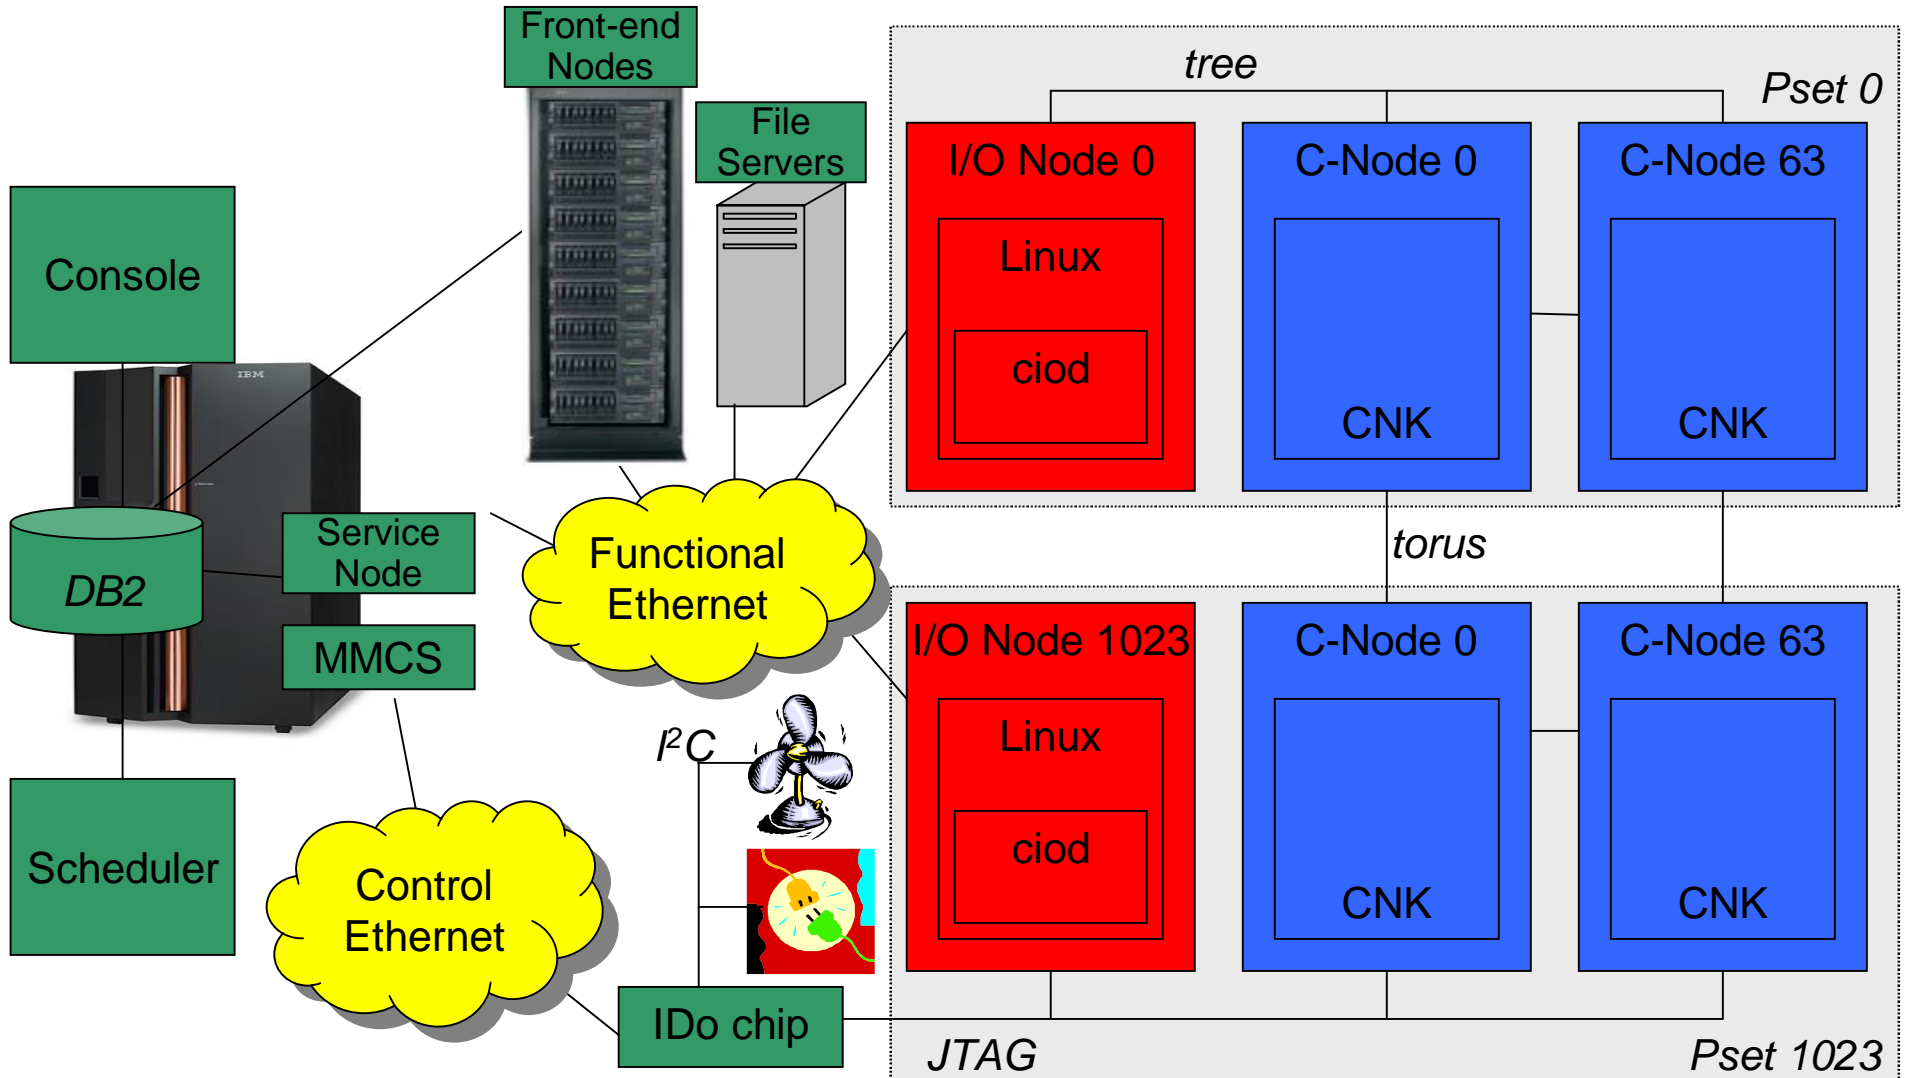 Front-end
Nodes
File
Servers
tree
Pset 0
I/O Node 0
C-Node 0
C-Node 63
Linux
ciod
CNK
CNK
Console
IBM
DB2
Service
Node
MMCS
Functional
Ethernet
torus
I/O Node 1023
C-Node 0
C-Node 63
Linux
ciod
CNK
CNK
I²C
Scheduler
Control
Ethernet
IDo chip
JTAG
Pset 1023